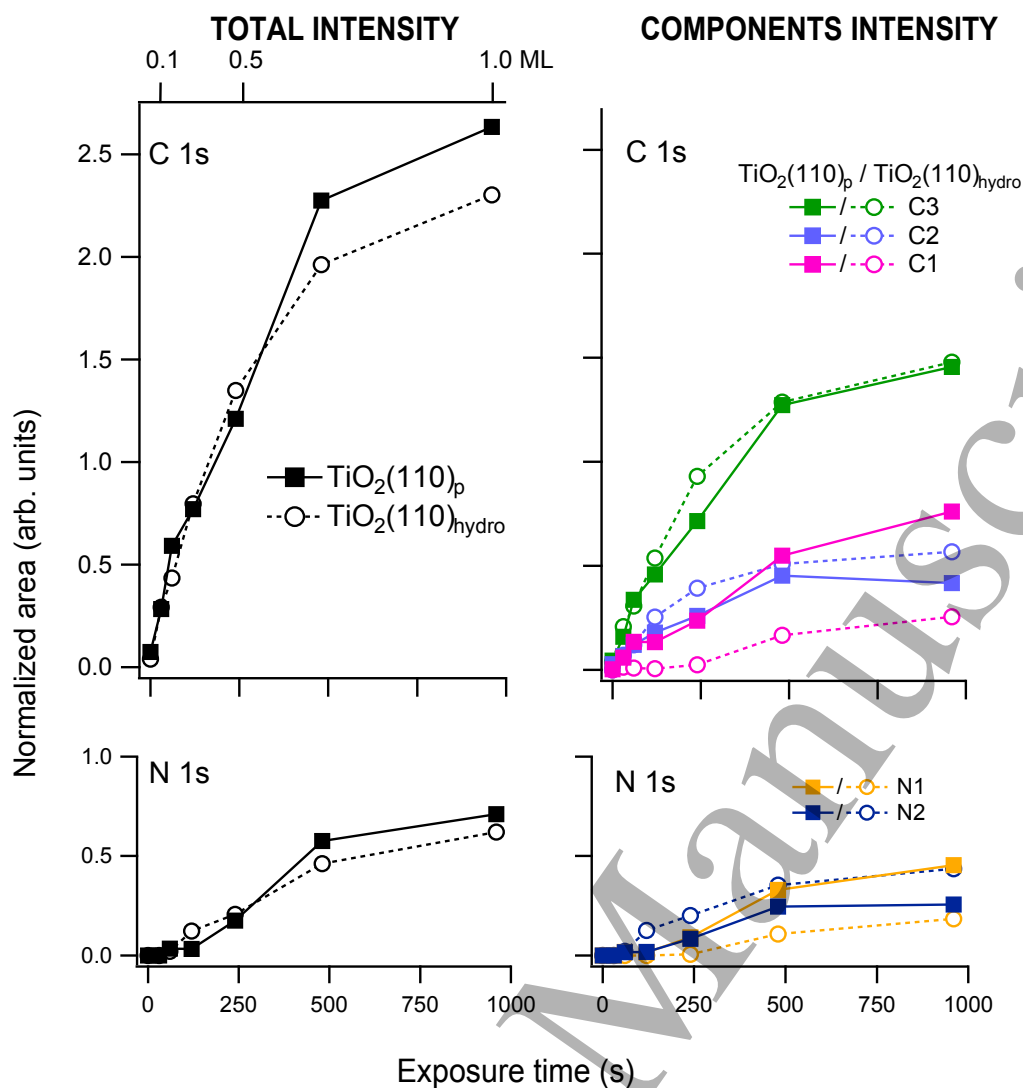 TOTAL INTENSITY
COMPONENTS INTENSITY
0.1 0.5 1.0 ML
C 1s
2.5
2.0
1.5
1.0
0.5
0.0
TiO2(110)p
TiO2(110)hydro
C 1s
TiO2(110)p / TiO2(110)hydro
/ C3
/ C2
/ C1
Normalized area (arb. units)
N 1s
1.0
0.5
0.0
0 250 500 750 1000
N 1s
/ N1
/ N2
0 250 500 750 1000
Exposure time (s)
Manusci